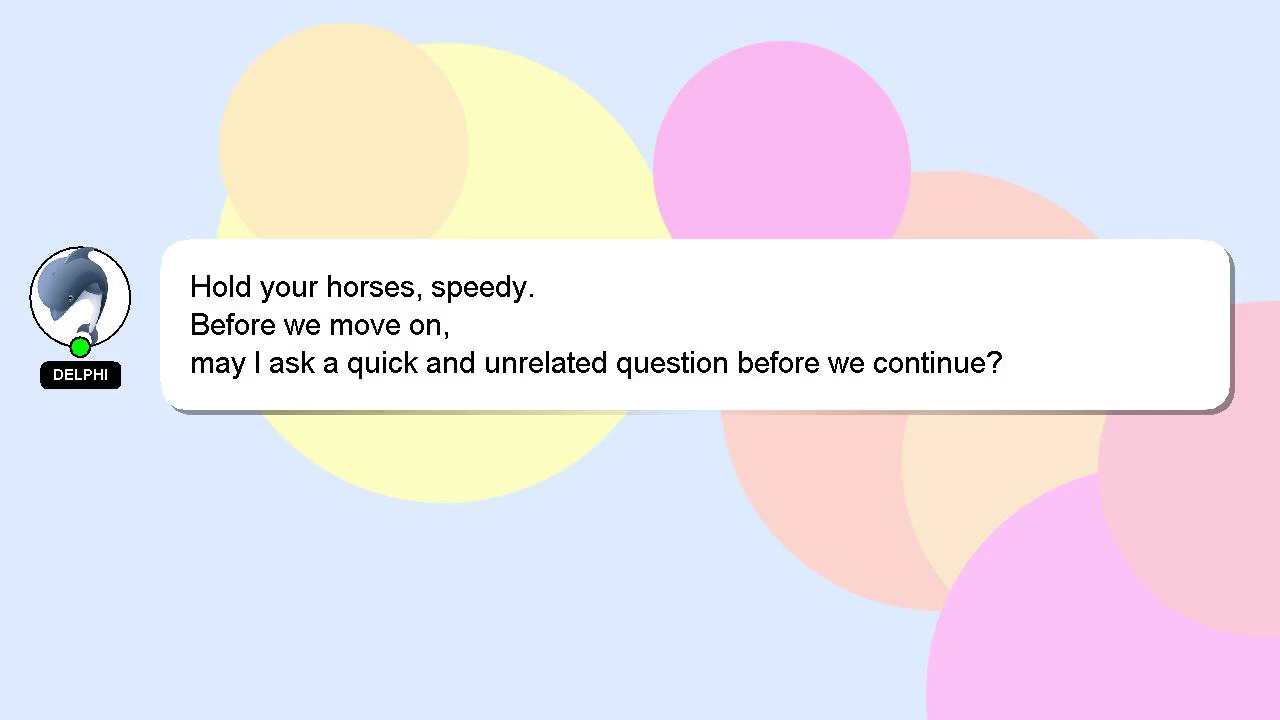 Hold your horses, speedy.
Before we move on,
may I ask a quick and unrelated question before we continue?
DELPHI